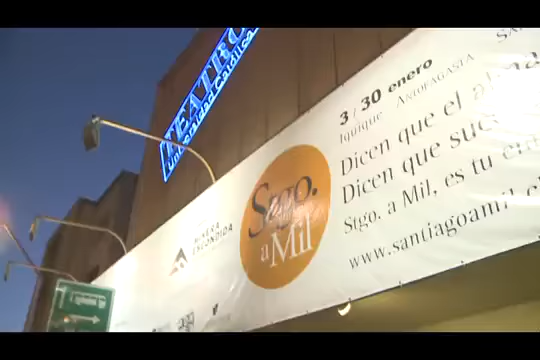 TEATRO
Universidad Católica
3 / 30 enero
Iquique Antofagasta
Dicen que el
Dicen que
Stgo. a Mil, es tu
www.santiagoamil.c
Stgo.
a Mil
MINERA
ESCONDIDA